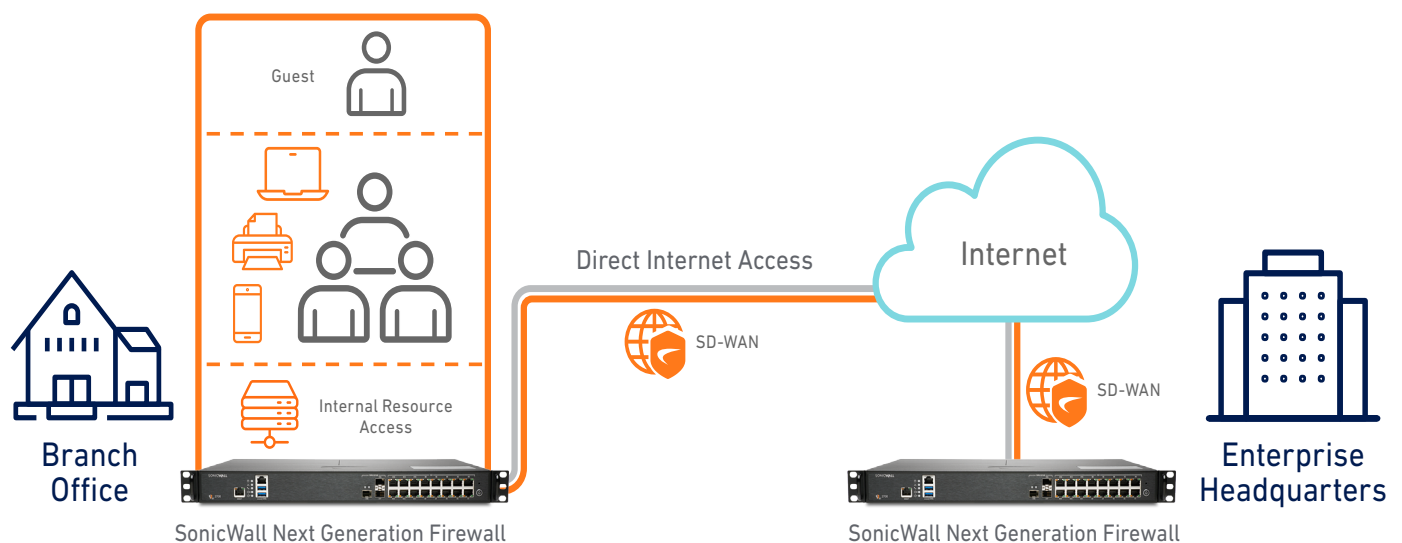 Guest
Direct Internet Access
Internet
SD-WAN
SD-WAN
Internal Resource
Access
Branch
Office
Enterprise
Headquarters
SonicWall Next Generation Firewall
SonicWall Next Generation Firewall